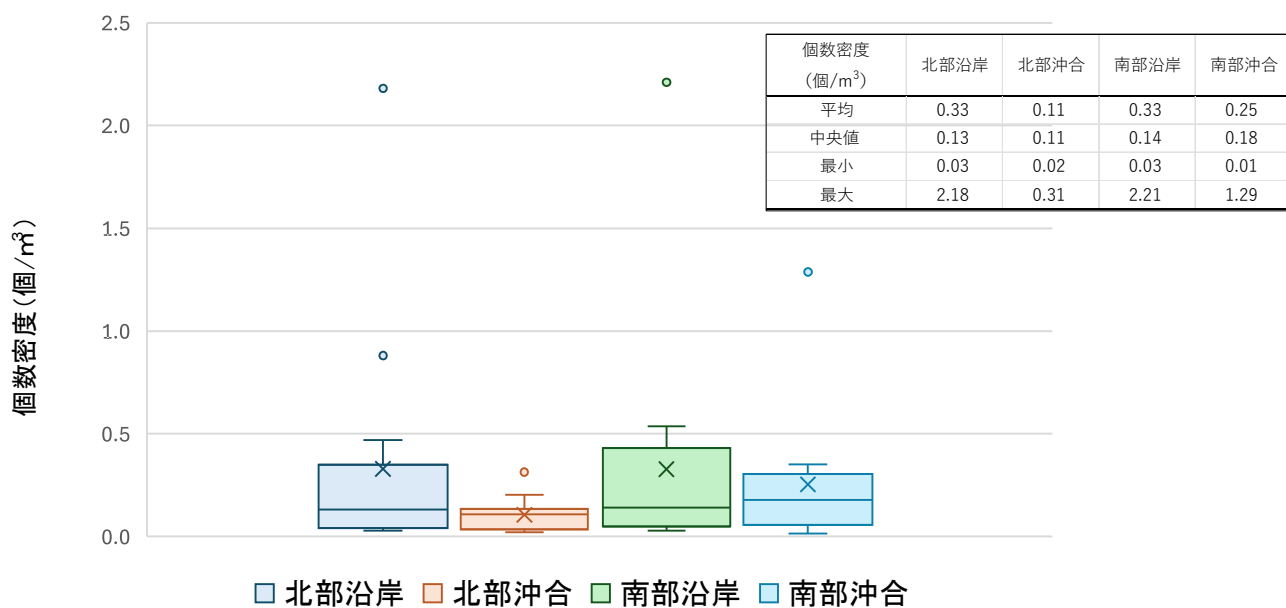 2.5
2.0
1.5
1.0
0.5
0.0
個数密度(個/㎥)
個数密度
(個/m³)
北部沿岸 北部沖合 南部沿岸 南部沖合
平均 0.33 0.11 0.33 0.25
中央値 0.13 0.11 0.14 0.18
最小 0.03 0.02 0.03 0.01
最大 2.18 0.31 2.21 1.29
北部沿岸 北部沖合 南部沿岸 南部沖合